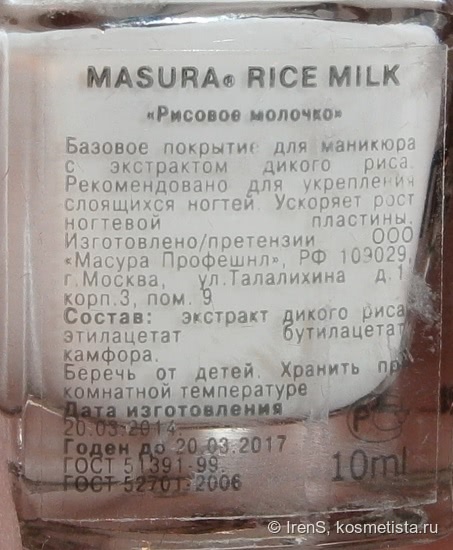 MASURA® RICE MILK
«Рисовое молочко»
Базовое покрытие для маникюра
с экстрактом дикого риса.
Рекомендовано для укрепления
слоящихся ногтей. Ускоряет рост
ногтевой пластины.
Изготовлено/претензии ООО
«Масура Профешнл», РФ 109029,
г.Москва, ул.Талалихина д.1
корп.3, пом. 9
Состав: экстракт дикого риса,
этилацетат бутилацетат,
камфора.
Беречь от детей. Хранить при
комнатной температуре
Дата изготовления
20.03.2014
Годен до 20.03.2017
ГОСТ 51391-99.
ГОСТ 52701-2006
10ml
© IrenS, kosmetista.ru